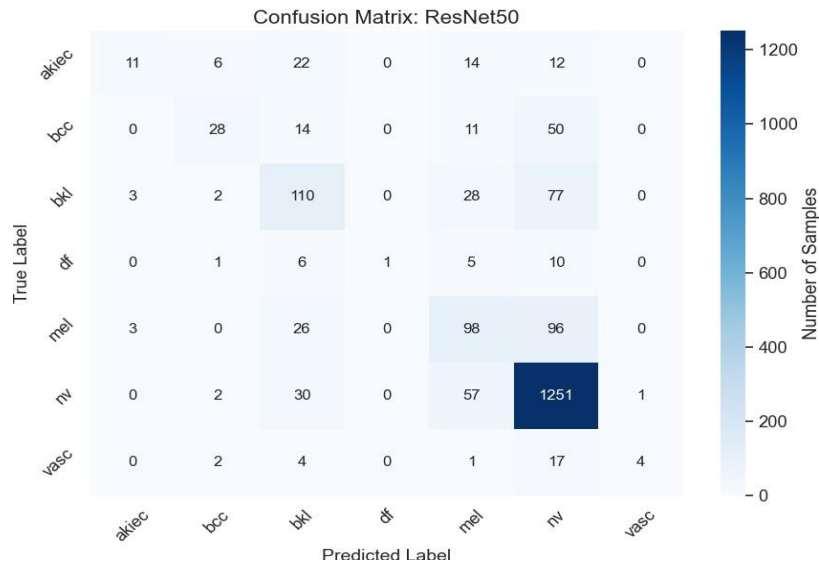 Confusion Matrix: ResNet50
akiec 11 6 22 0 14 12 0
bcc 0 28 14 0 11 50 0
bkl 3 2 110 0 28 77 0
df 0 1 6 1 5 10 0
mel 3 0 26 0 98 96 0
nv 0 2 30 0 57 1251 1
vasc 0 2 4 0 1 17 4
akiec bcc bkl df mel nv vasc
True Label
Predicted Label
1200
1000
800
600
400
200
0
Number of Samples